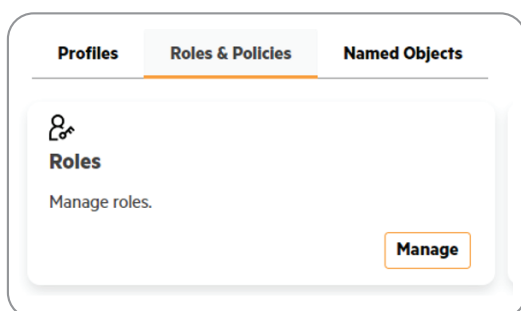 Profiles Roles & Policies Named Objects
Roles
Manage roles.
Manage